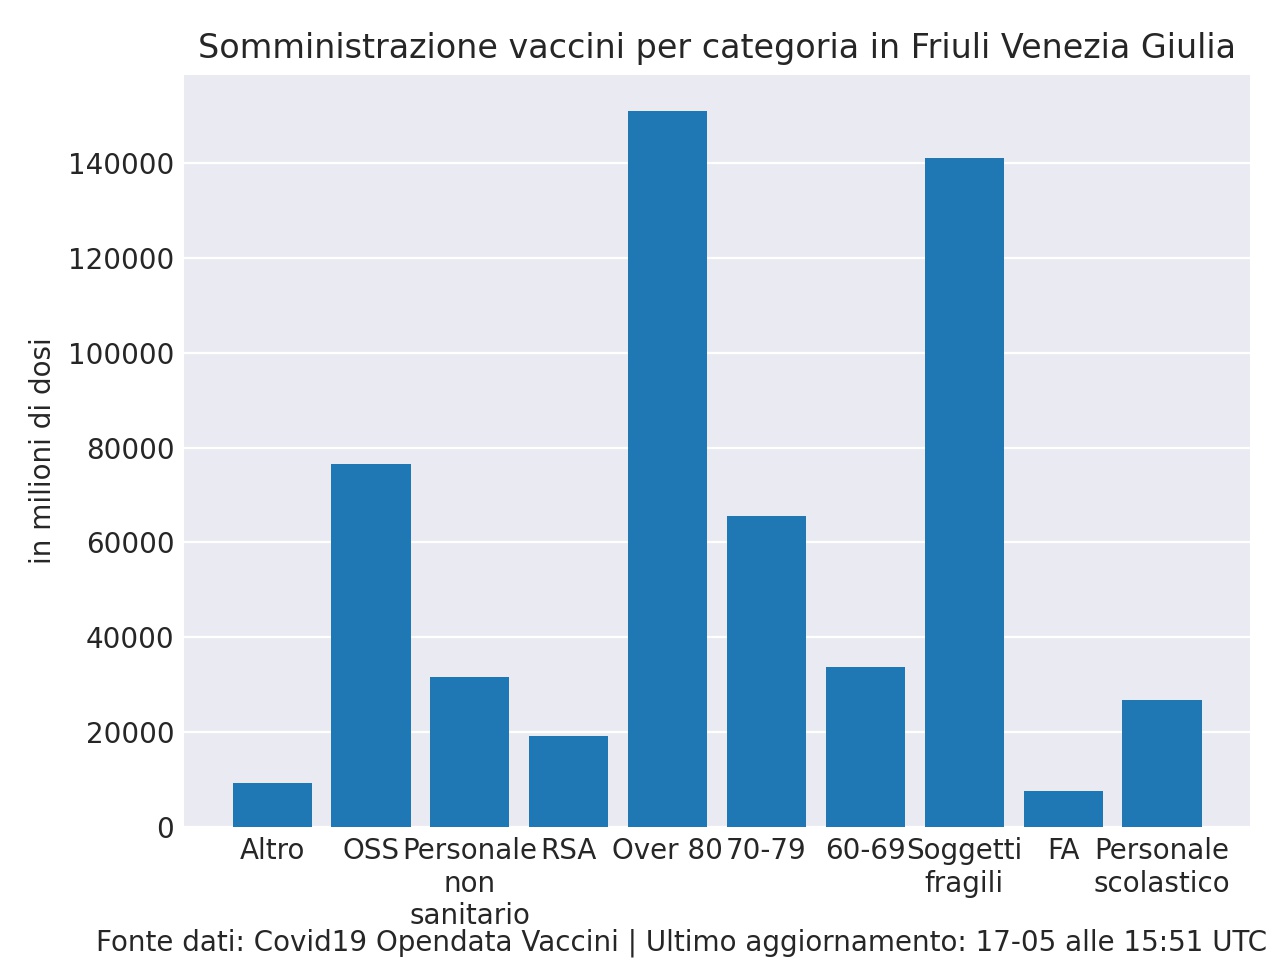 Somministrazione vaccini per categoria in Friuli Venezia Giulia
in milioni di dosi
140000
120000
100000
80000
60000
40000
20000
0
Altro
OSS
Personale
non
sanitario
RSA
Over 80
70-79
60-69
Soggetti
fragili
FA
Personale
scolastico
Fonte dati: Covid19 Opendata Vaccini | Ultimo aggiornamento: 17-05 alle 15:51 UTC